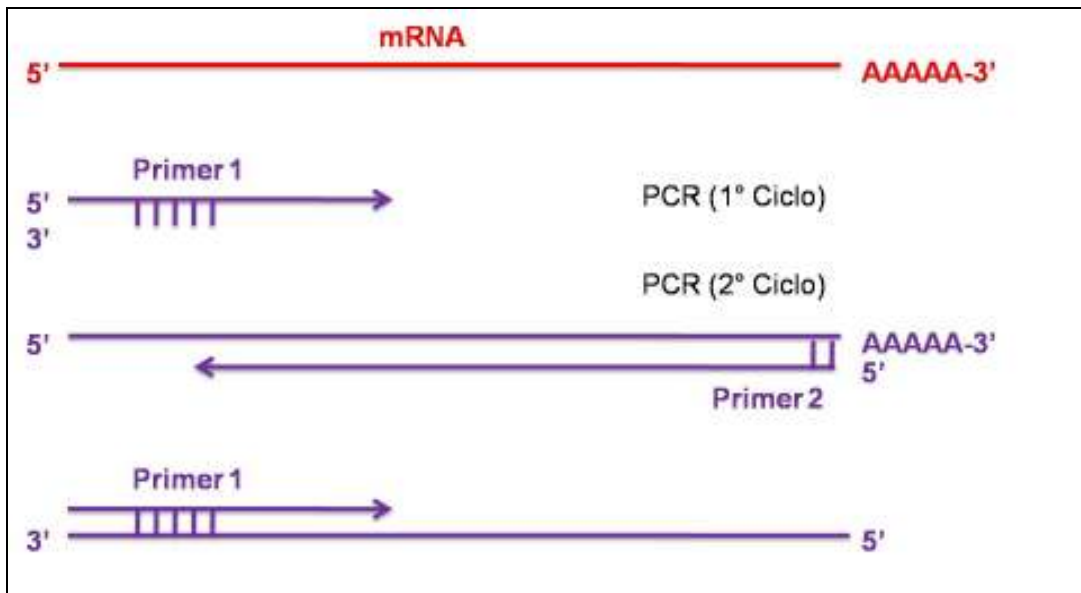 mRNA
5’ AAAAA-3’
Primer 1
5’ PCR (1° Ciclo)
3’
PCR (2° Ciclo)
5’ AAAAA-3’
5’
Primer 2
Primer 1
3’ 5’